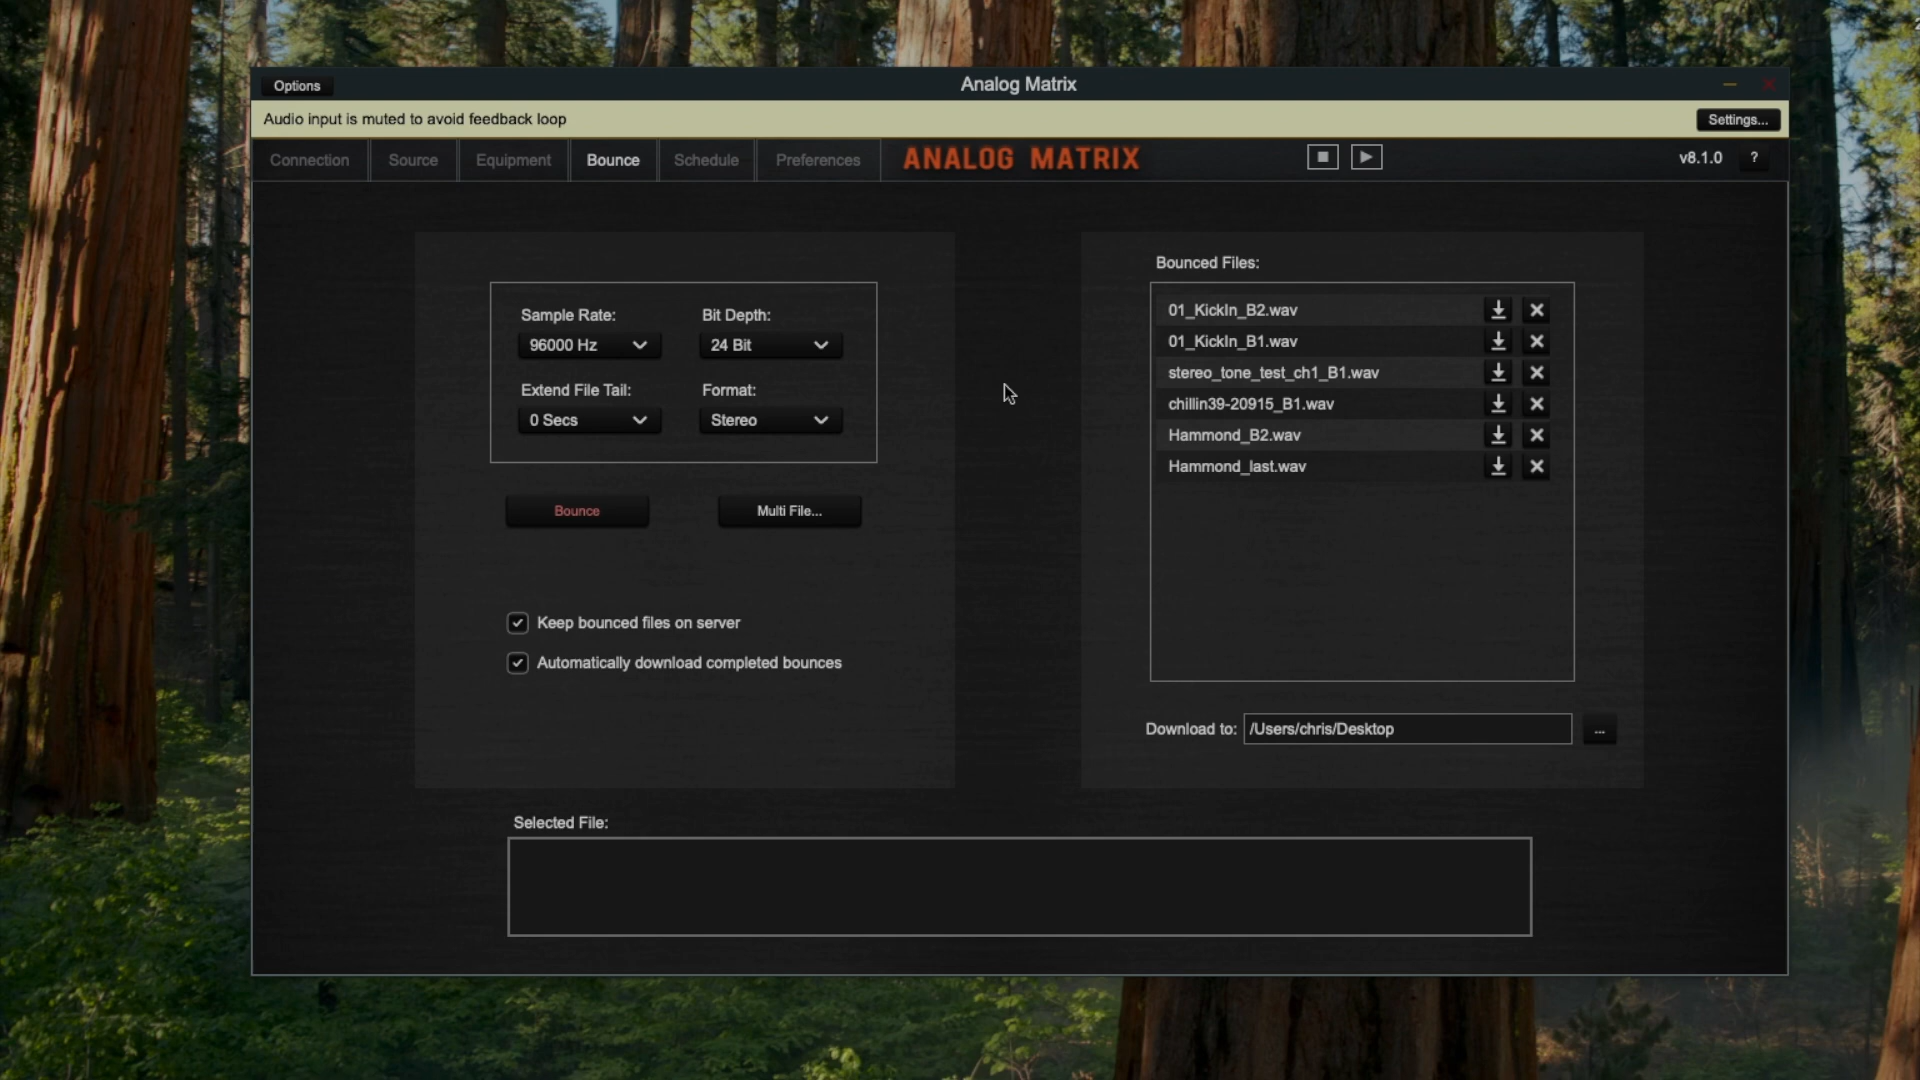 Options
Analog Matrix
Audio input is muted to avoid feedback loop
Settings...
Connection
Source
Equipment
Bounce
Schedule
Preferences
ANALOG MATRIX
v8.1.0
?
Sample Rate:
Bit Depth:
96000 Hz
24 Bit
Extend File Tail:
Format:
0 Secs
Stereo
Bounce
Multi File...
Keep bounced files on server
Automatically download completed bounces
Bounced Files:
01_KickIn_B2.wav
01_KickIn_B1.wav
stereo_tone_test_ch1_B1.wav
chillin39-20915_B1.wav
Hammond_B2.wav
Hammond_last.wav
Download to:
/Users/chris/Desktop
...
Selected File: